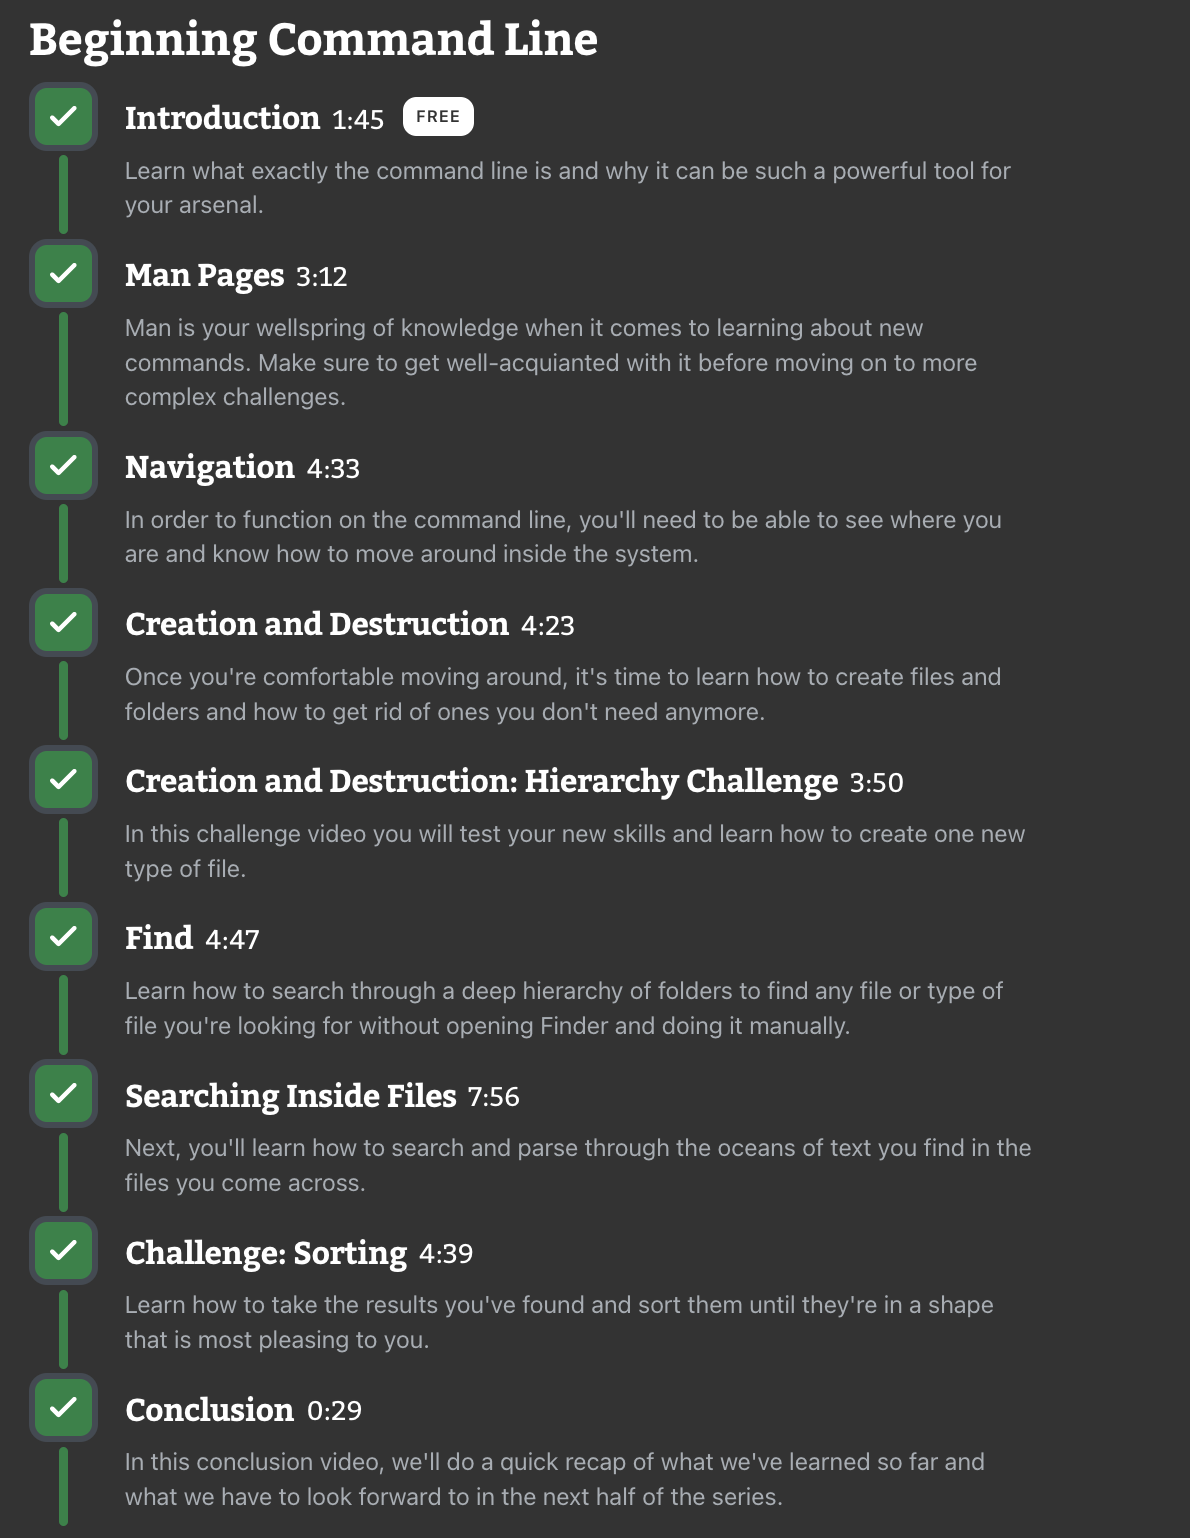 Beginning Command Line
Introduction 1:45 FREE
Learn what exactly the command line is and why it can be such a powerful tool for
your arsenal.
Man Pages 3:12
Man is your wellspring of knowledge when it comes to learning about new
commands. Make sure to get well-acquianted with it before moving on to more
complex challenges.
Navigation 4:33
In order to function on the command line, you'll need to be able to see where you
are and know how to move around inside the system.
Creation and Destruction 4:23
Once you're comfortable moving around, it's time to learn how to create files and
folders and how to get rid of ones you don't need anymore.
Creation and Destruction: Hierarchy Challenge 3:50
In this challenge video you will test your new skills and learn how to create one new
type of file.
Find 4:47
Learn how to search through a deep hierarchy of folders to find any file or type of
file you're looking for without opening Finder and doing it manually.
Searching Inside Files 7:56
Next, you'll learn how to search and parse through the oceans of text you find in the
files you come across.
Challenge: Sorting 4:39
Learn how to take the results you've found and sort them until they're in a shape
that is most pleasing to you.
Conclusion 0:29
In this conclusion video, we'll do a quick recap of what we've learned so far and
what we have to look forward to in the next half of the series.